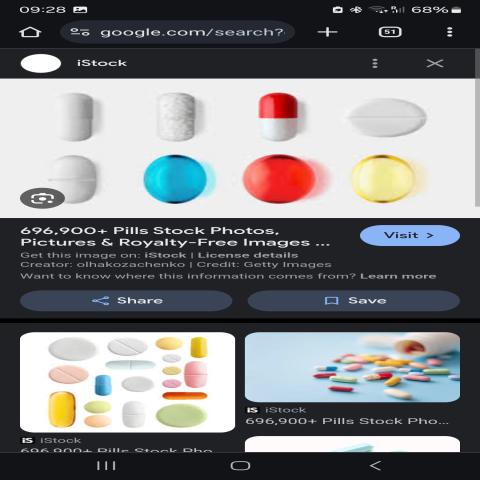 09:28
68%
google.com/search?
51
iStock
696,900+ Pills Stock Photos,
Pictures & Royalty-Free Images ...
Visit >
Get this image on: iStock | License details
Creator: olhakozachenko | Credit: Getty Images
Want to know where this information comes from? Learn more
Share
Save
iS iStock
696,900+ Pills Stock Pho...
iS iStock
696,900+ Pills Stock Pho